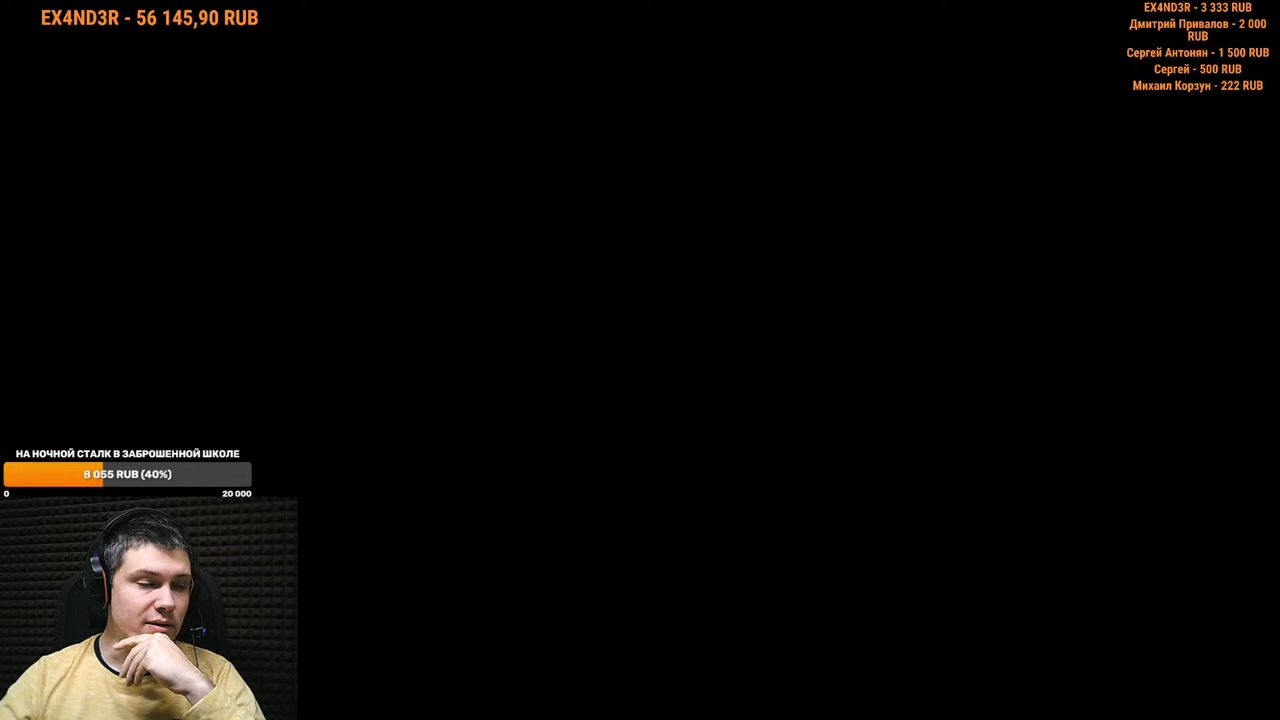 EX4ND3R - 56 145,90 RUB
EX4ND3R - 3 333 RUB
Дмитрий Привалов - 2 000
RUB
Сергей Антонян - 1 500 RUB
Сергей - 500 RUB
Михаил Корзун - 222 RUB
НА НОЧНОЙ СТАЛК В ЗАБРОШЕННОЙ ШКОЛЕ
8 055 RUB (40%)
0
20 000